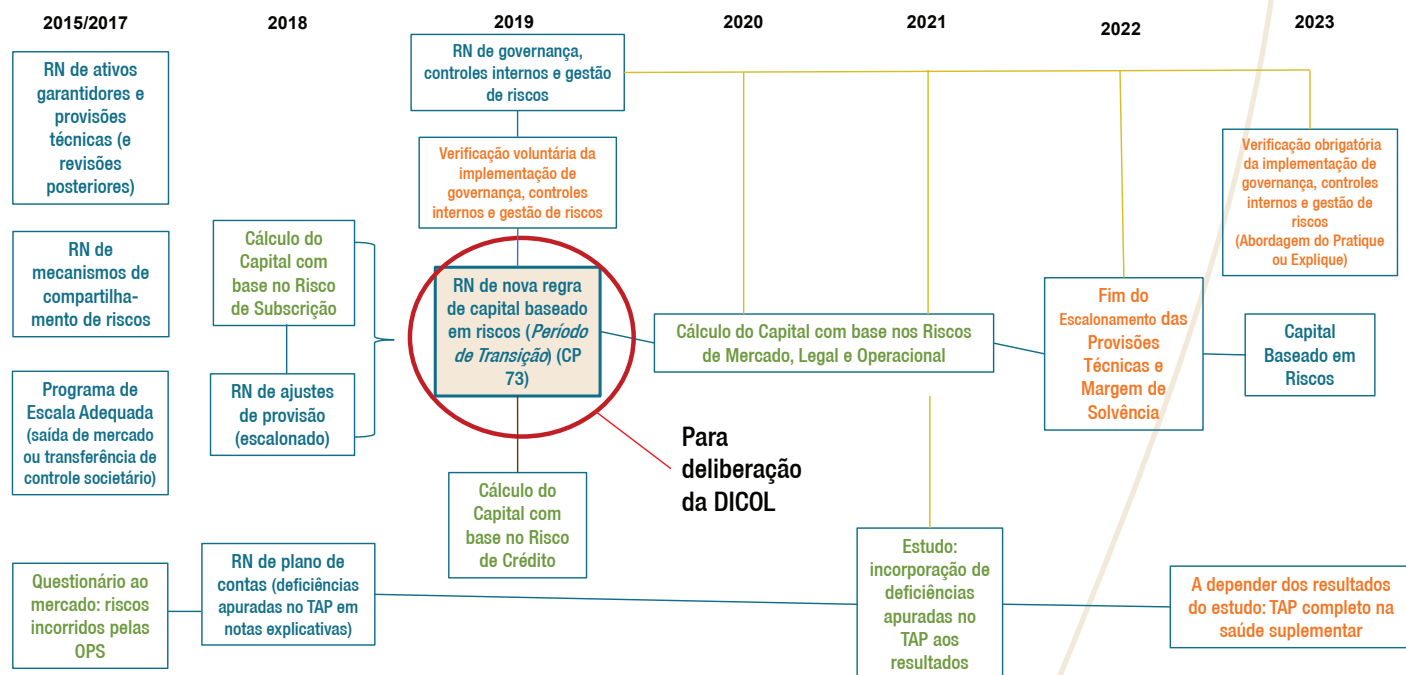 2015/2017
2018
2019
2020
2021
2022
2023
RN de ativos
garantidores e
provisões
técnicas (e
revisões
posteriores)
RN de
mecanismos de
compartilha-
mento de riscos
Programa de
Escala Adequada
(saída de mercado
ou transferência de
controle societário)
Questionário ao
mercado: riscos
incorridos pelas
OPS
Cálculo do
Capital com
base no Risco
de Subscrição
RN de ajustes
de provisão
(escalonado)
RN de plano de
contas (deficiências
apuradas no TAP em
notas explicativas)
RN de governança,
controles internos e gestão
de riscos
Verificação voluntária da
implementação de
governança, controles
internos e gestão de riscos
RN de nova regra
de capital baseado
em riscos (Período
de Transição) (CP
73)
Cálculo do
Capital com
base no Risco
de Crédito
Para
deliberação
da DICOL
Cálculo do Capital com base nos Riscos
de Mercado, Legal e Operacional
Estudo:
incorporação de
deficiências
apuradas no
TAP aos
resultados
Fim do
Escalonamento das
Provisões
Técnicas e
Margem de
Solvência
Verificação obrigatória
da implementação de
governança, controles
internos e gestão de
riscos
(Abordagem do Pratique
ou Explique)
Capital
Baseado em
Riscos
A depender dos resultados
do estudo: TAP completo na
saúde suplementar